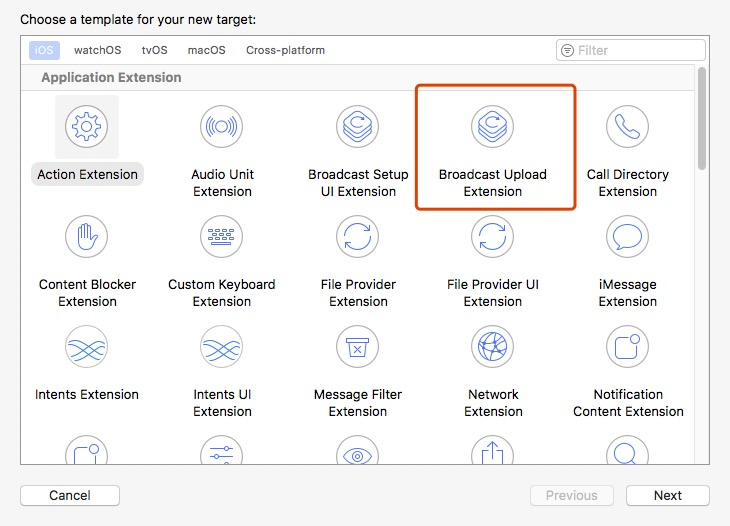 Choose a template for your new target:
iOS watchOS tvOS macOS Cross-platform Filter
Application Extension
Action Extension
Audio Unit
Extension
Broadcast Setup
UI Extension
Broadcast Upload
Extension
Call Directory
Extension
Content Blocker
Extension
Custom Keyboard
Extension
File Provider
Extension
File Provider UI
Extension
iMessage
Extension
Intents Extension
Intents UI
Extension
Message Filter
Extension
Network
Extension
Notification
Content Extension
Cancel Previous Next